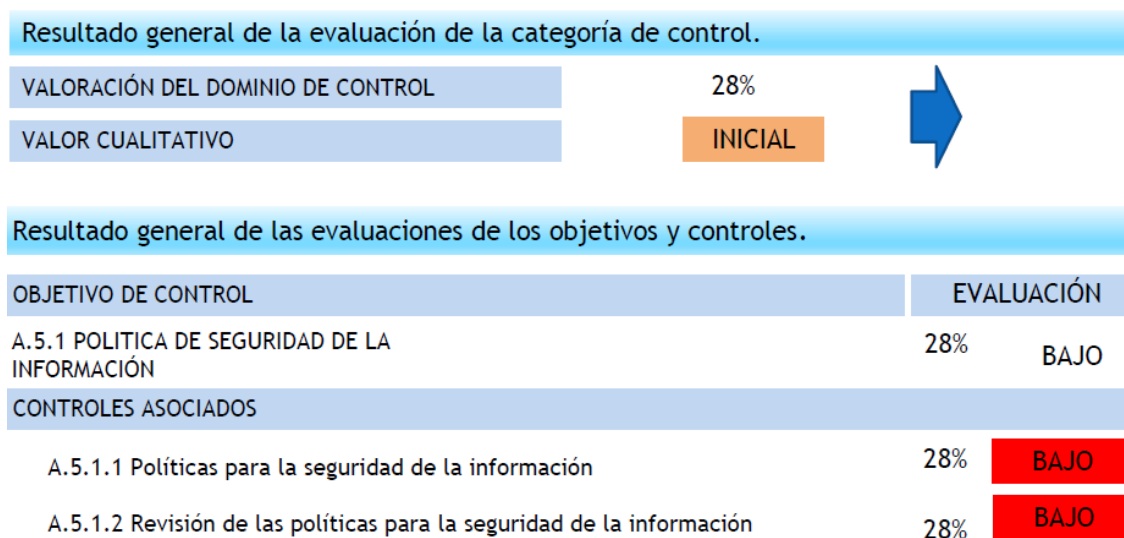 Resultado general de la evaluación de la categoría de control.
VALORACIÓN DEL DOMINIO DE CONTROL 28%
VALOR CUALITATIVO INICIAL
Resultado general de las evaluaciones de los objetivos y controles.
OBJETIVO DE CONTROL EVALUACIÓN
A.5.1 POLITICA DE SEGURIDAD DE LA
INFORMACIÓN 28% BAJO
CONTROLES ASOCIADOS
A.5.1.1 Políticas para la seguridad de la información 28% BAJO
A.5.1.2 Revisión de las políticas para la seguridad de la información 28% BAJO